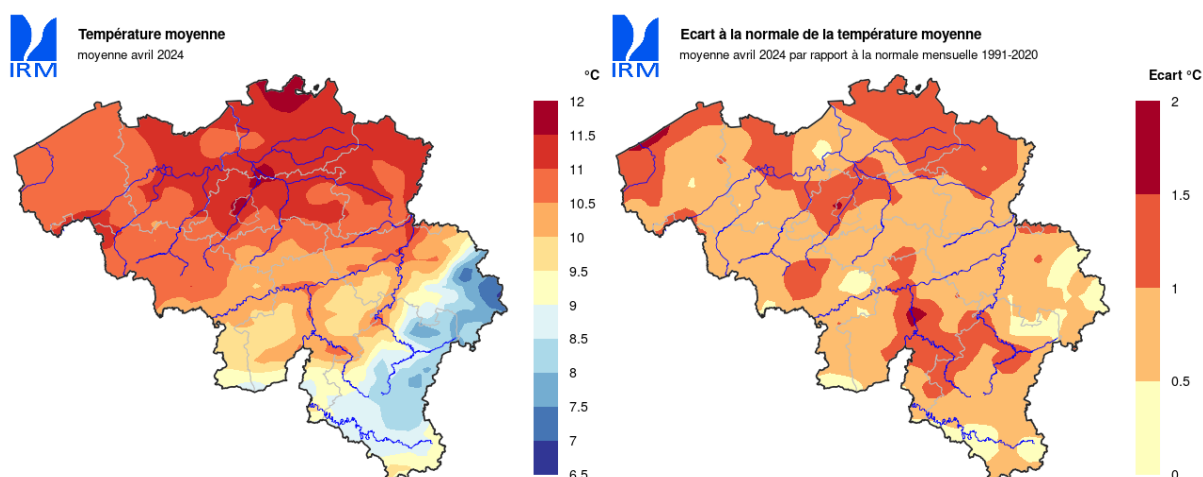 Température moyenne
moyenne avril 2024
IRM
°C
12
11.5
11
10.5
10
9.5
9
8.5
8
7.5
7
6.5
Ecart à la normale de la température moyenne
moyenne avril 2024 par rapport à la normale mensuelle 1991-2020
IRM
Ecart °C
2
1.5
1
0.5
0